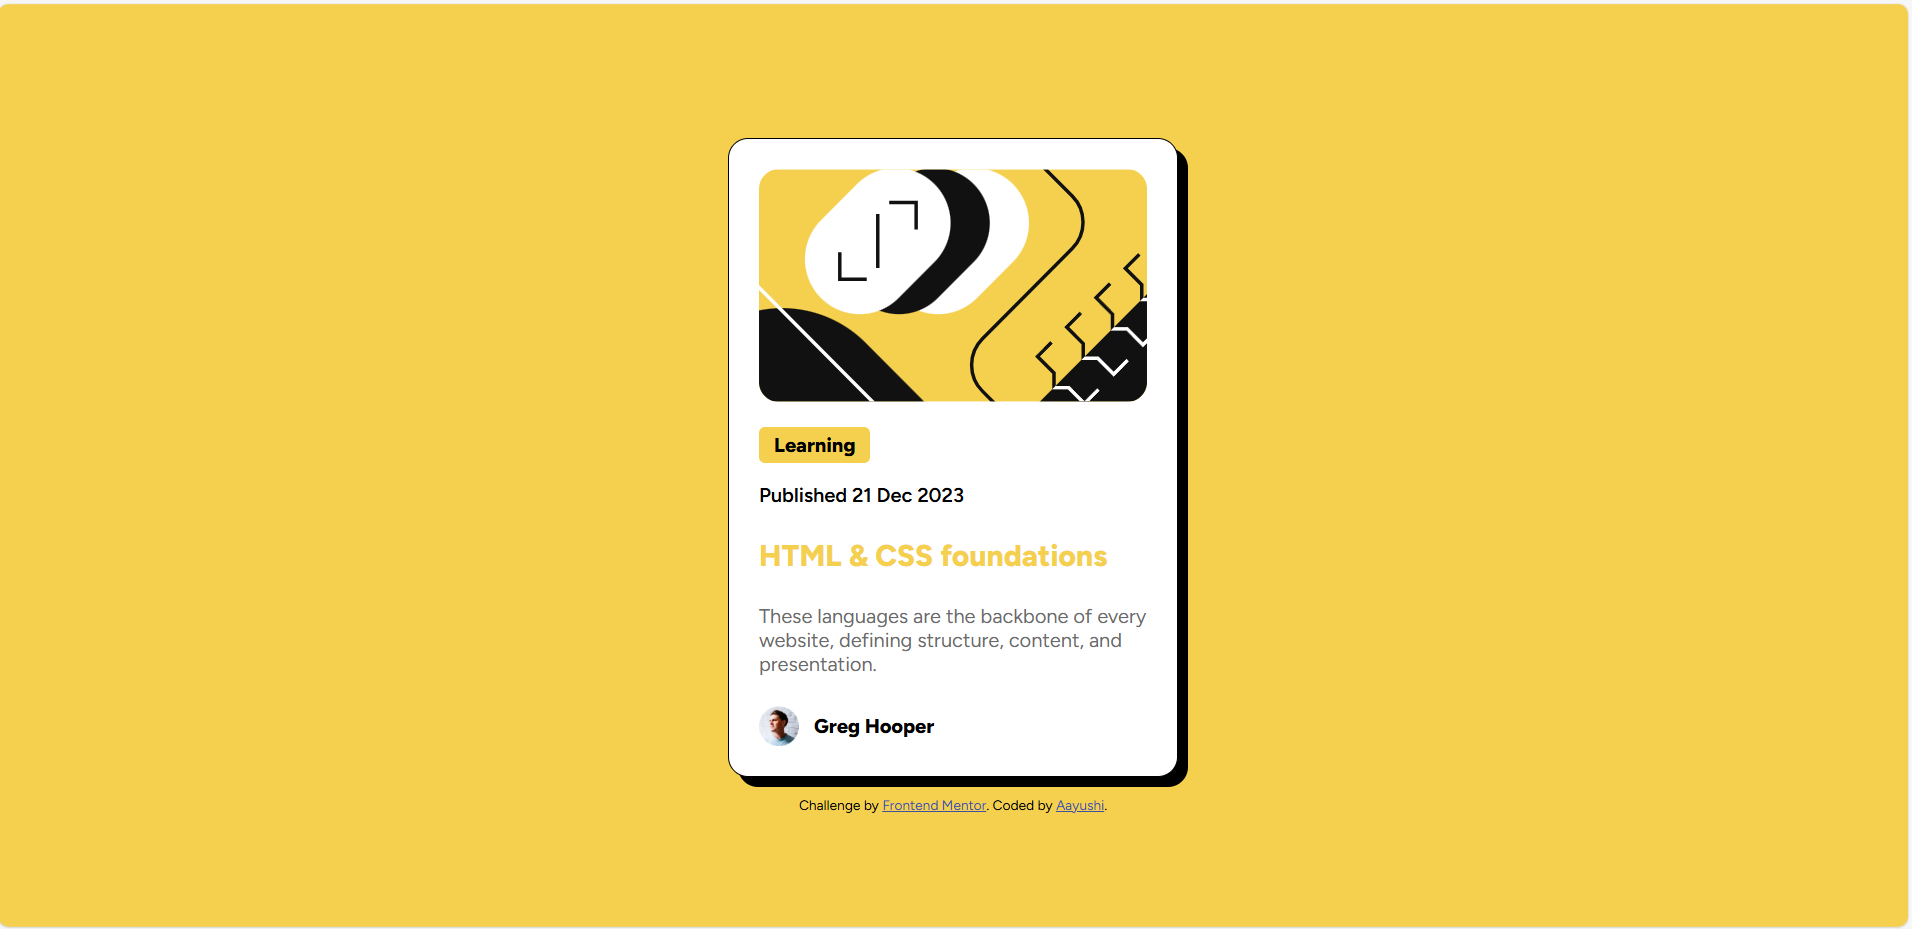 Learning
Published 21 Dec 2023
HTML & CSS foundations
These languages are the backbone of every
website, defining structure, content, and
presentation.
Greg Hooper
Challenge by Frontend Mentor. Coded by Aayushi.